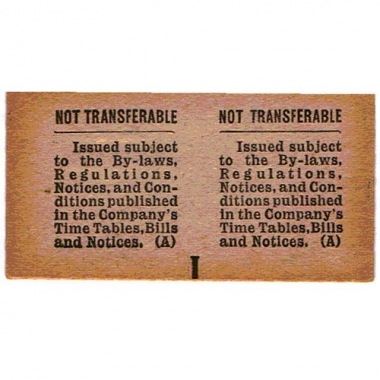 NOT TRANSFERABLE
Issued subject
to the By-laws,
Regulations,
Notices, and Con-
ditions published
in the Company's
Time Tables, Bills
and Notices. (A)
NOT TRANSFERABLE
Issued subject
to the By-laws,
Regulations,
Notices, and Con-
ditions published
in the Company's
Time Tables, Bills
and Notices. (A)
I